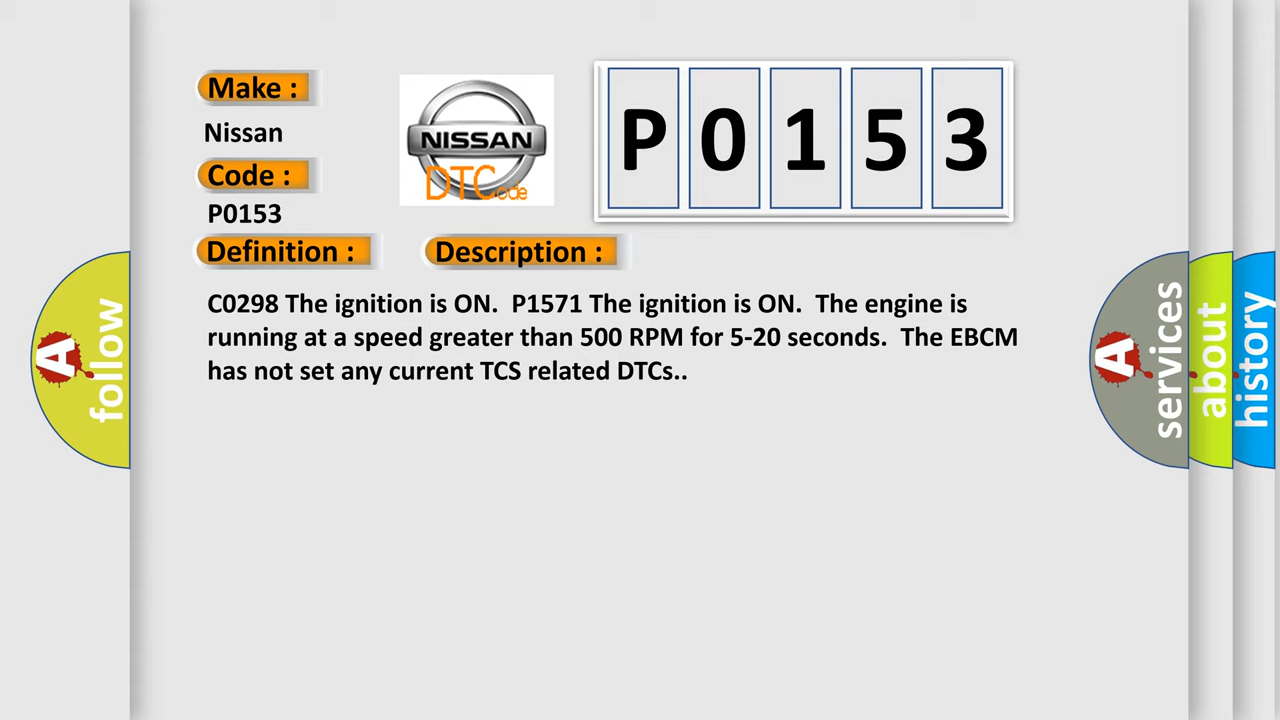 Make :
Nissan
Code :
P0153
NISSAN
DTCode
P0153
Definition :
Description :
C0298 The ignition is ON.  P1571 The ignition is ON.  The engine is
running at a speed greater than 500 RPM for 5-20 seconds.  The EBCM
has not set any current TCS related DTCs..
A follow
A services
about
history